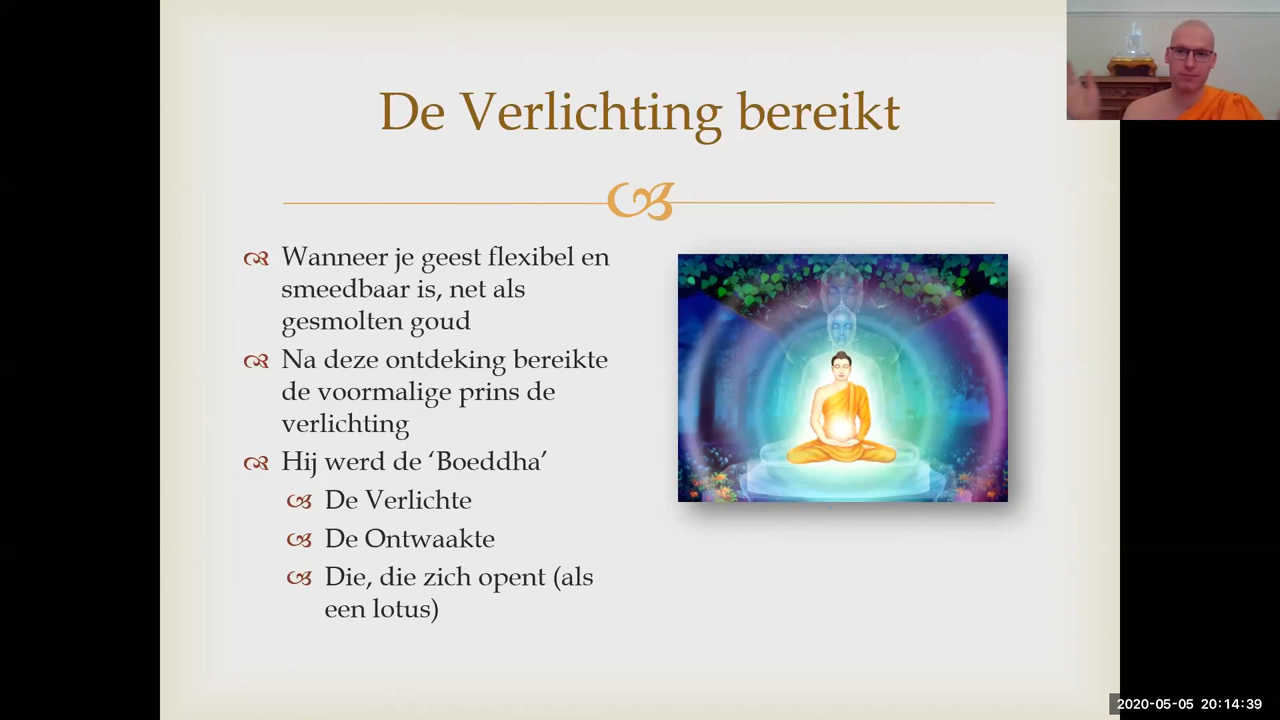 De Verlichting bereikt
Wanneer je geest flexibel en
smeedbaar is, net als
gesmolten goud
Na deze ontdeking bereikte
de voormalige prins de
verlichting
Hij werd de ‘Boeddha’
De Verlichte
De Ontwaakte
Die, die zich opent (als
een lotus)
2020-05-05 20:14:39